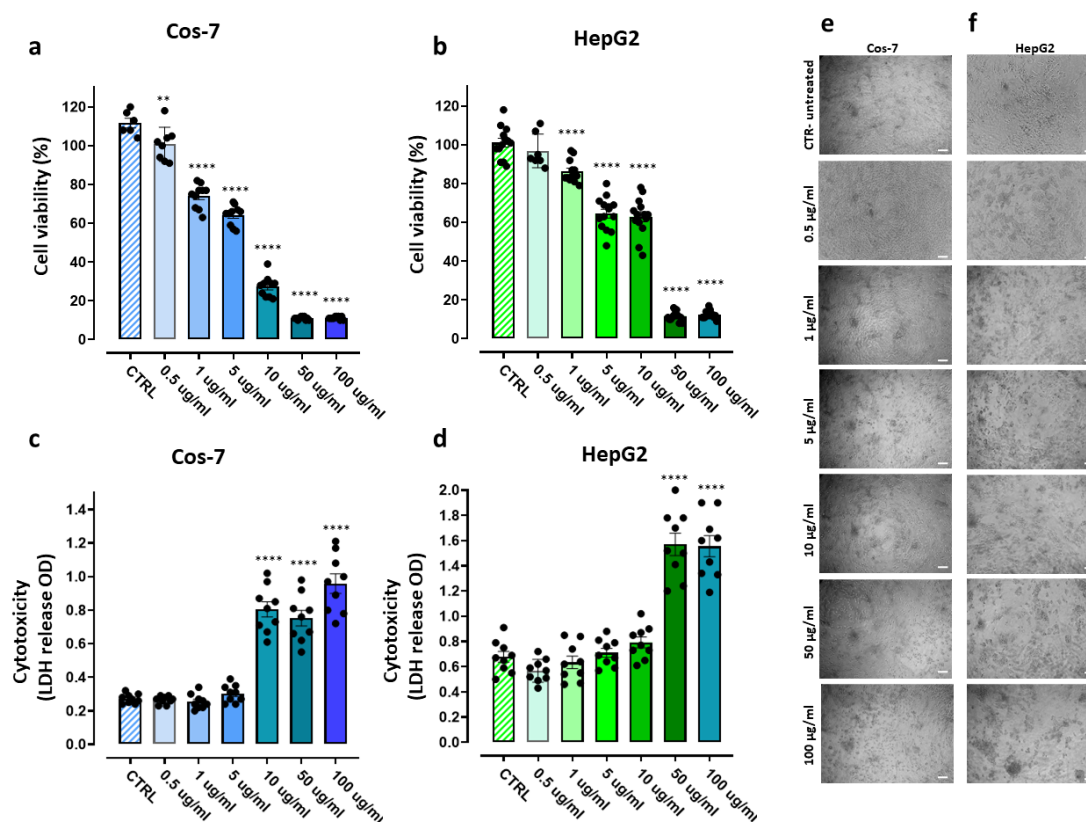 a
Cos-7
**
****
****
****
****
****
Cell viability (%)
120
100
80
60
40
20
0
CTRL
0.5 ug/ml
1 ug/ml
5 ug/ml
10 ug/ml
50 ug/ml
100 ug/ml
b
HepG2
****
****
****
****
****
Cell viability (%)
120
100
80
60
40
20
0
CTRL
0.5 ug/ml
1 ug/ml
5 ug/ml
10 ug/ml
50 ug/ml
100 ug/ml
c
Cos-7
****
****
****
Cytotoxicity
(LDH release OD)
1.4
1.2
1.0
0.8
0.6
0.4
0.2
0.0
CTRL
0.5 ug/ml
1 ug/ml
5 ug/ml
10 ug/ml
50 ug/ml
100 ug/ml
d
HepG2
****
****
Cytotoxicity
(LDH release OD)
2.0
1.8
1.6
1.4
1.2
1.0
0.8
0.6
0.4
0.2
0.0
CTRL
0.5 ug/ml
1 ug/ml
5 ug/ml
10 ug/ml
50 ug/ml
100 ug/ml
e
f
Cos-7
HepG2
CTR- untreated
0.5 µg/ml
1 µg/ml
5 µg/ml
10 µg/ml
50 µg/ml
100 µg/ml